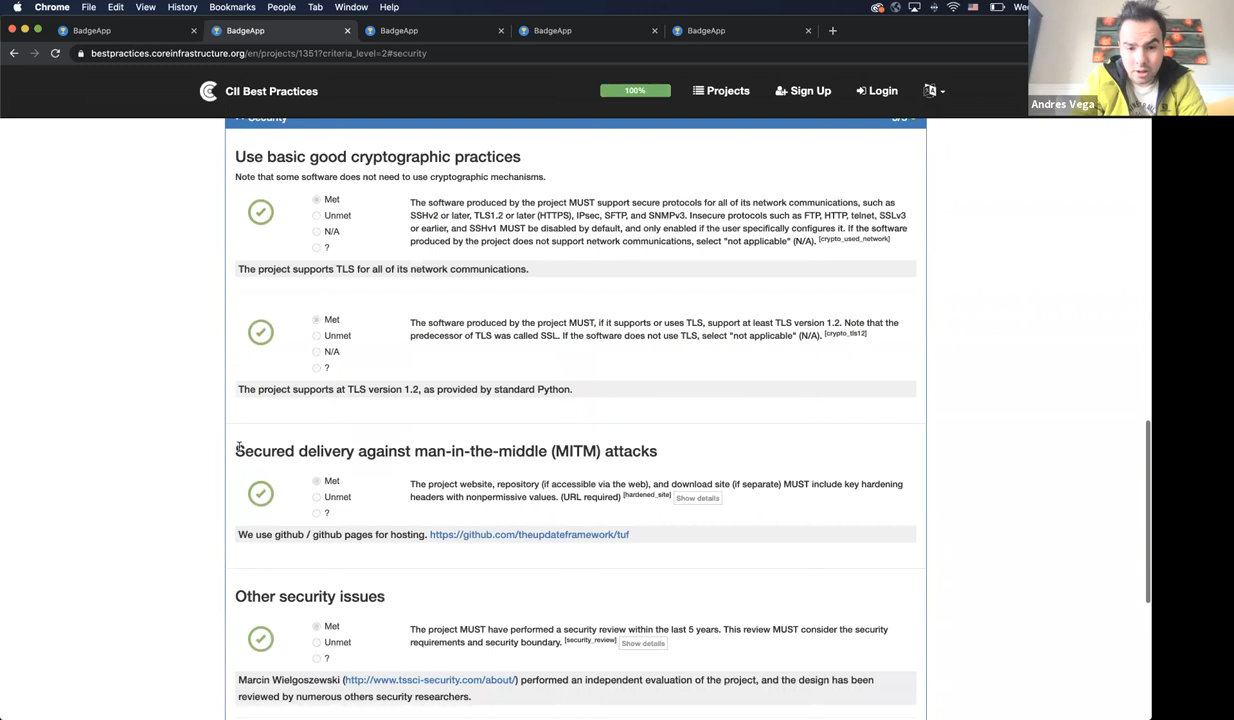 File Edit View History Bookmarks People Tab Window Help
BadgeApp BadgeApp BadgeApp BadgeApp BadgeApp
bestpractices.coreinfrastructure.org/en/projects/1351?criteria_level=2#security
CII Best Practices
100% Projects Sign Up Login
Andres Vega
Security
Use basic good cryptographic practices
Note that some software does not need to use cryptographic mechanisms.
Met
Unmet
N/A
?
The software produced by the project MUST support secure protocols for all of its network communications, such as
SSHv2 or later, TLS1.2 or later (HTTPS), IPsec, SFTP, and SNMPv3. Insecure protocols such as FTP, HTTP, telnet, SSLv3
or earlier, and SSHv1 MUST be disabled by default, and only enabled if the user specifically configures it. If the software
produced by the project does not support network communications, select "not applicable" (N/A). [crypto_used_network]
The project supports TLS for all of its network communications.
Met
Unmet
N/A
?
The software produced by the project MUST, if it supports or uses TLS, support at least TLS version 1.2. Note that the
predecessor of TLS was called SSL. If the software does not use TLS, select "not applicable" (N/A). [crypto_tls12]
The project supports at TLS version 1.2, as provided by standard Python.
Secured delivery against man-in-the-middle (MITM) attacks
Met
Unmet
?
The project website, repository (if accessible via the web), and download site (if separate) MUST include key hardening
headers with nonpermissive values. (URL required) [hardened_site] Show details
We use github / github pages for hosting. https://github.com/theupdateframework/tuf
Other security issues
Met
Unmet
?
The project MUST have performed a security review within the last 5 years. This review MUST consider the security
requirements and security boundary. [security_review] Show details
Marcin Wielgoszewski (http://www.tssci-security.com/about/) performed an independent evaluation of the project, and the design has been
reviewed by numerous others security researchers.